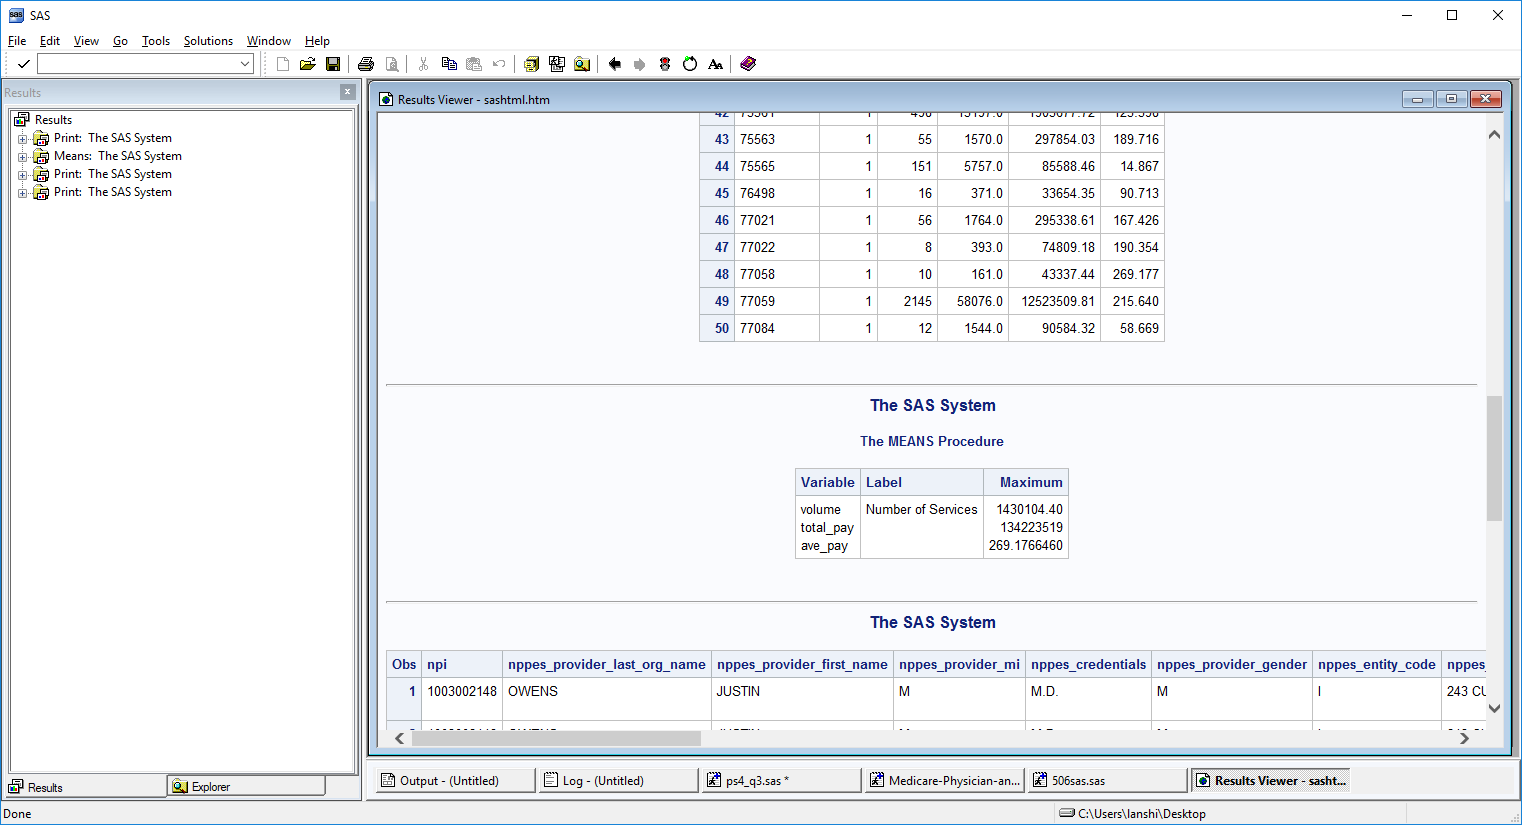 SAS
File Edit View Go Tools Solutions Window Help
Results
Results
Print: The SAS System
Means: The SAS System
Print: The SAS System
Print: The SAS System
Results
Explorer
Results Viewer - sashtml.htm
43 75563 1 55 1570.0 297854.03 189.716
44 75565 1 151 5757.0 85588.46 14.867
45 76498 1 16 371.0 33654.35 90.713
46 77021 1 56 1764.0 295338.61 167.426
47 77022 1 8 393.0 74809.18 190.354
48 77058 1 10 161.0 43337.44 269.177
49 77059 1 2145 58076.0 12523509.81 215.640
50 77084 1 12 1544.0 90584.32 58.669
The SAS System
The MEANS Procedure
Variable Label Maximum
volume Number of Services 1430104.40
total_pay 134223519
ave_pay 269.1766460
The SAS System
Obs npi nppes_provider_last_org_name nppes_provider_first_name nppes_provider_mi nppes_credentials nppes_provider_gender nppes_entity_code nppes_
1 1003002148 OWENS JUSTIN M M.D. M I 243 CU
Output - (Untitled) Log - (Untitled) ps4_q3.sas * Medicare-Physician-an... 506sas.sas Results Viewer - sasht...
Done C:\Users\lanshi\Desktop